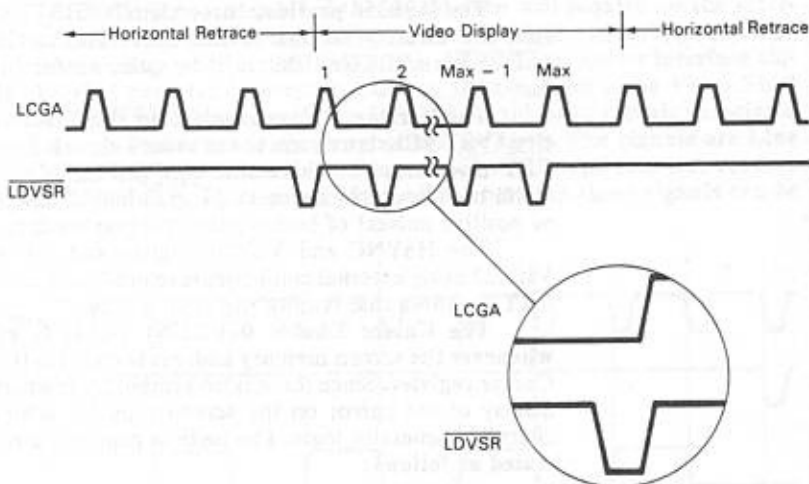 Horizontal Retrace Video Display Horizontal Retrace
1 2 Max – 1 Max
LCGA
LDVSR
LCGA
LDVSR